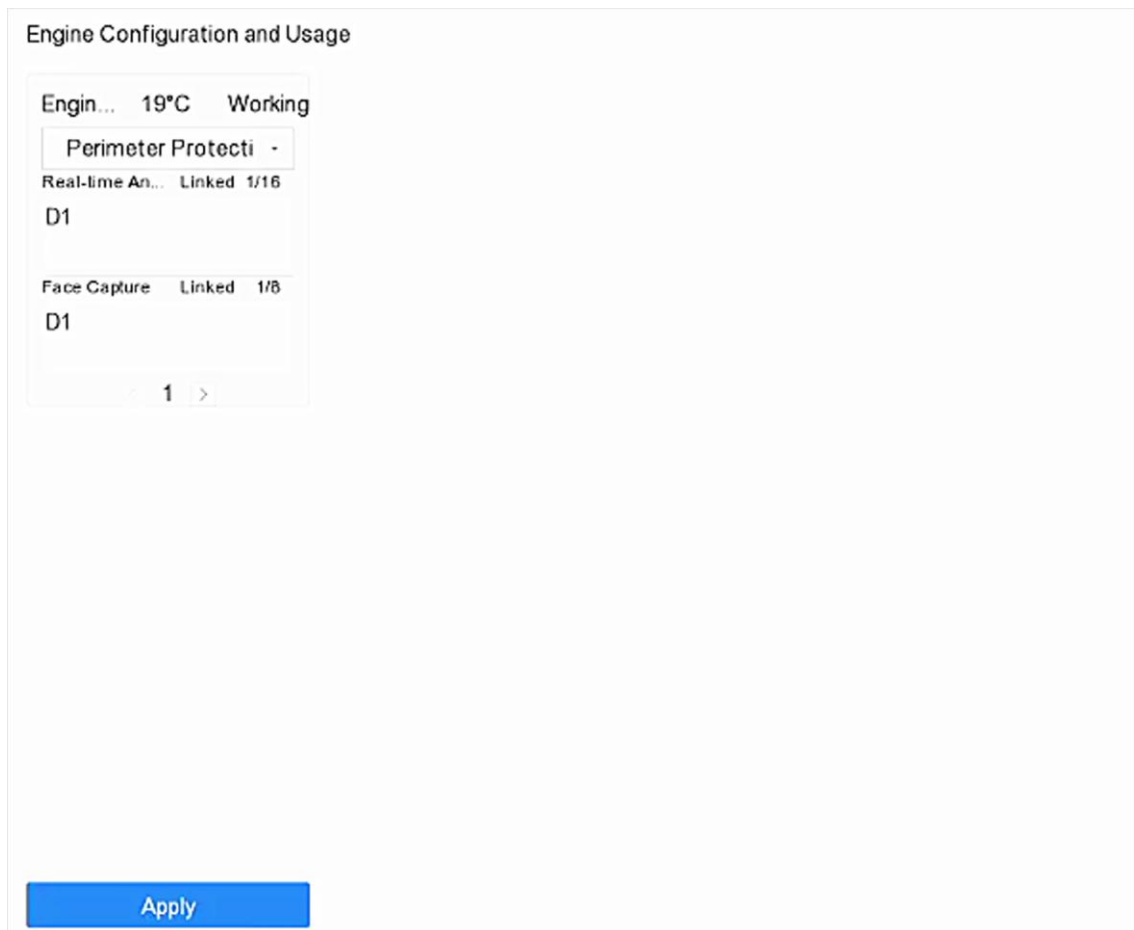 Engine Configuration and Usage
Engin... 19°C Working
Perimeter Protecti
Real-time An... Linked 1/16
D1
Face Capture Linked 1/8
D1
1 >
Apply